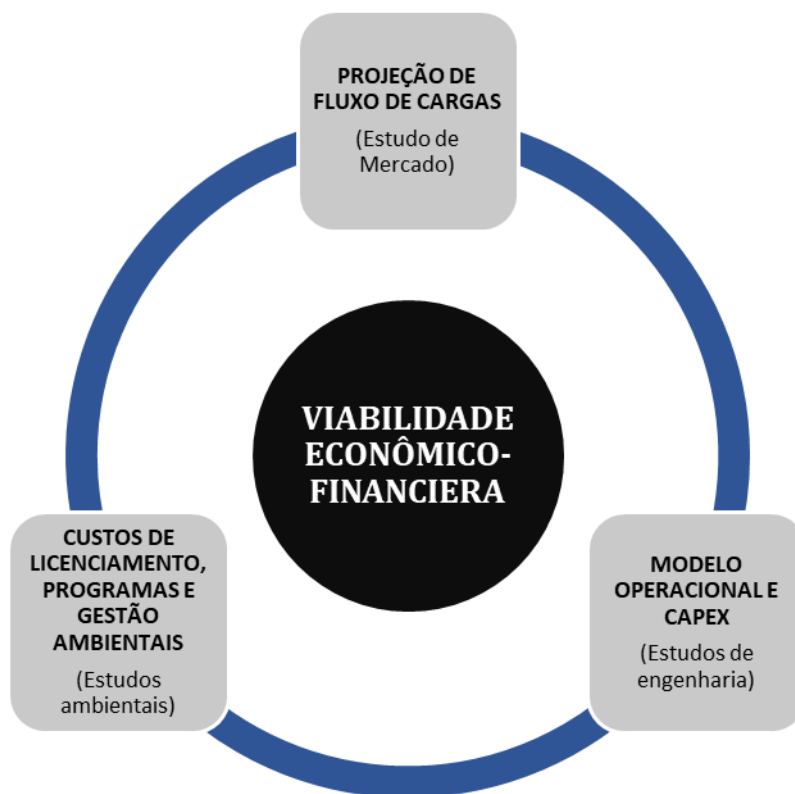 PROJEÇÃO DE
FLUXO DE CARGAS
(Estudo de
Mercado)
VIABILIDADE
ECONÔMICO-
FINANCIERA
CUSTOS DE
LICENCIAMENTO,
PROGRAMAS E
GESTÃO
AMBIENTAIS
(Estudos
ambientais)
MODELO
OPERACIONAL E
CAPEX
(Estudos de
engenharia)